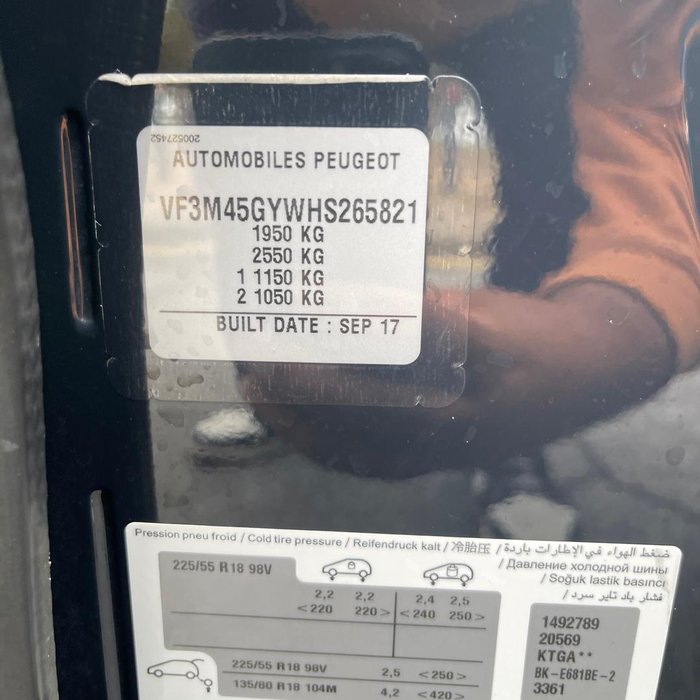 200527452
AUTOMOBILES PEUGEOT
VF3M45GYWHS265821
1950 KG
2550 KG
1 1150 KG
2 1050 KG
BUILT DATE : SEP 17
Pression pneu froid / Cold tire pressure / Reifendruck kalt / 冷胎压 / ضغط الهواء في الإطارات باردة
/ Давление холодной шины
/ Soğuk lastik basıncı
/ فشار باد تایر سرد
225/55 R18 98V
2,2 2,2 2,4 2,5
<220 220> <240 250>
225/55 R18 98V 2,5 <250>
135/80 R18 104M 4,2 <420>
1492789
20569
KTGA**
BK-E681BE-2
3361